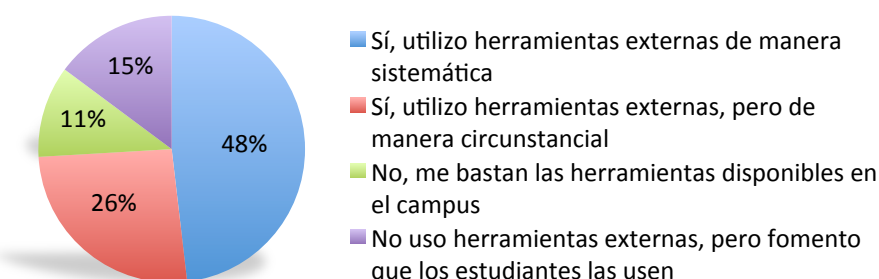 15%
11%
48%
26%
Sí, utilizo herramientas externas de manera
sistemática
Sí, utilizo herramientas externas, pero de
manera circunstancial
No, me bastan las herramientas disponibles en
el campus
No uso herramientas externas, pero fomento
que los estudiantes las usen